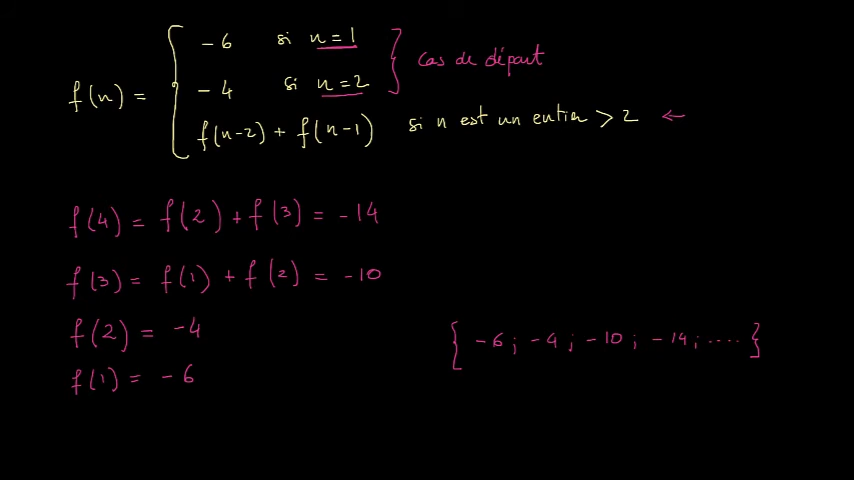 f(n) =
-6 si n = 1
-4 si n = 2
f(n-2) + f(n-1) si n est un entier > 2 ←
cas de départ
f(4) = f(2) + f(3) = -14
f(3) = f(1) + f(2) = -10
f(2) = -4
f(1) = -6
{ -6 ; -4 ; -10 ; -14 ; .... }